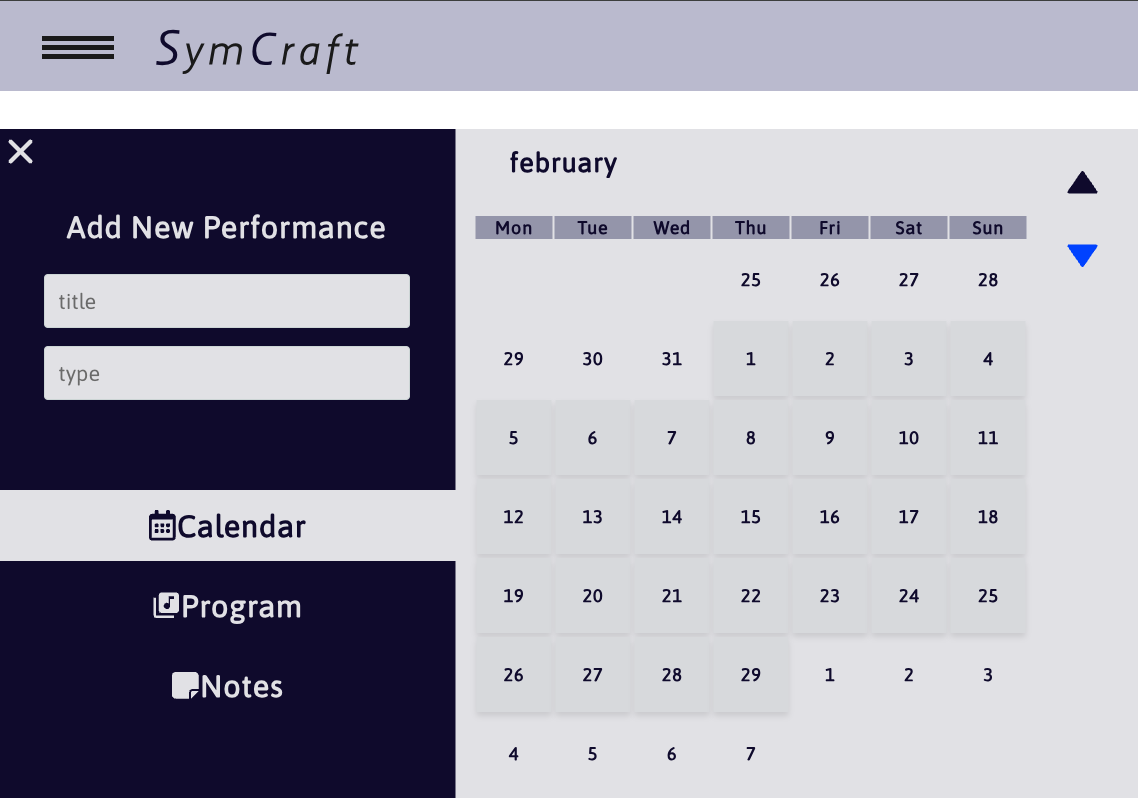 SymCraft
Add New Performance
title
type
Calendar
Program
Notes
february
Mon Tue Wed Thu Fri Sat Sun
25 26 27 28
29 30 31 1 2 3 4
5 6 7 8 9 10 11
12 13 14 15 16 17 18
19 20 21 22 23 24 25
26 27 28 29 1 2 3
4 5 6 7